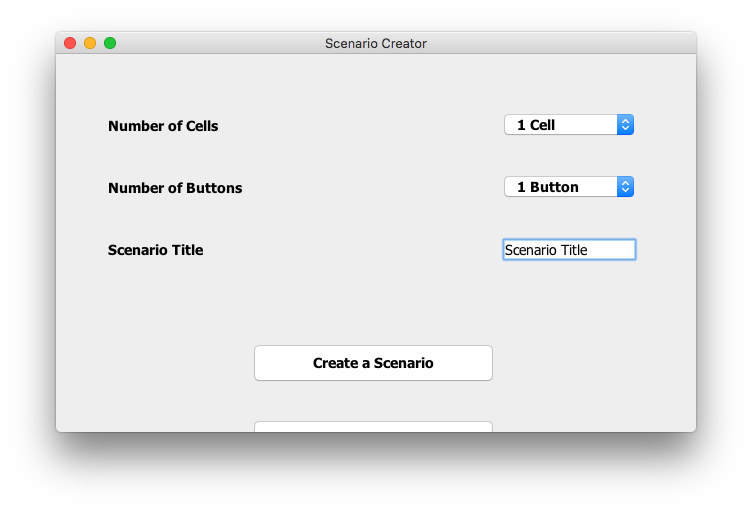 Scenario Creator
Number of Cells 1 Cell
Number of Buttons 1 Button
Scenario Title Scenario Title
Create a Scenario